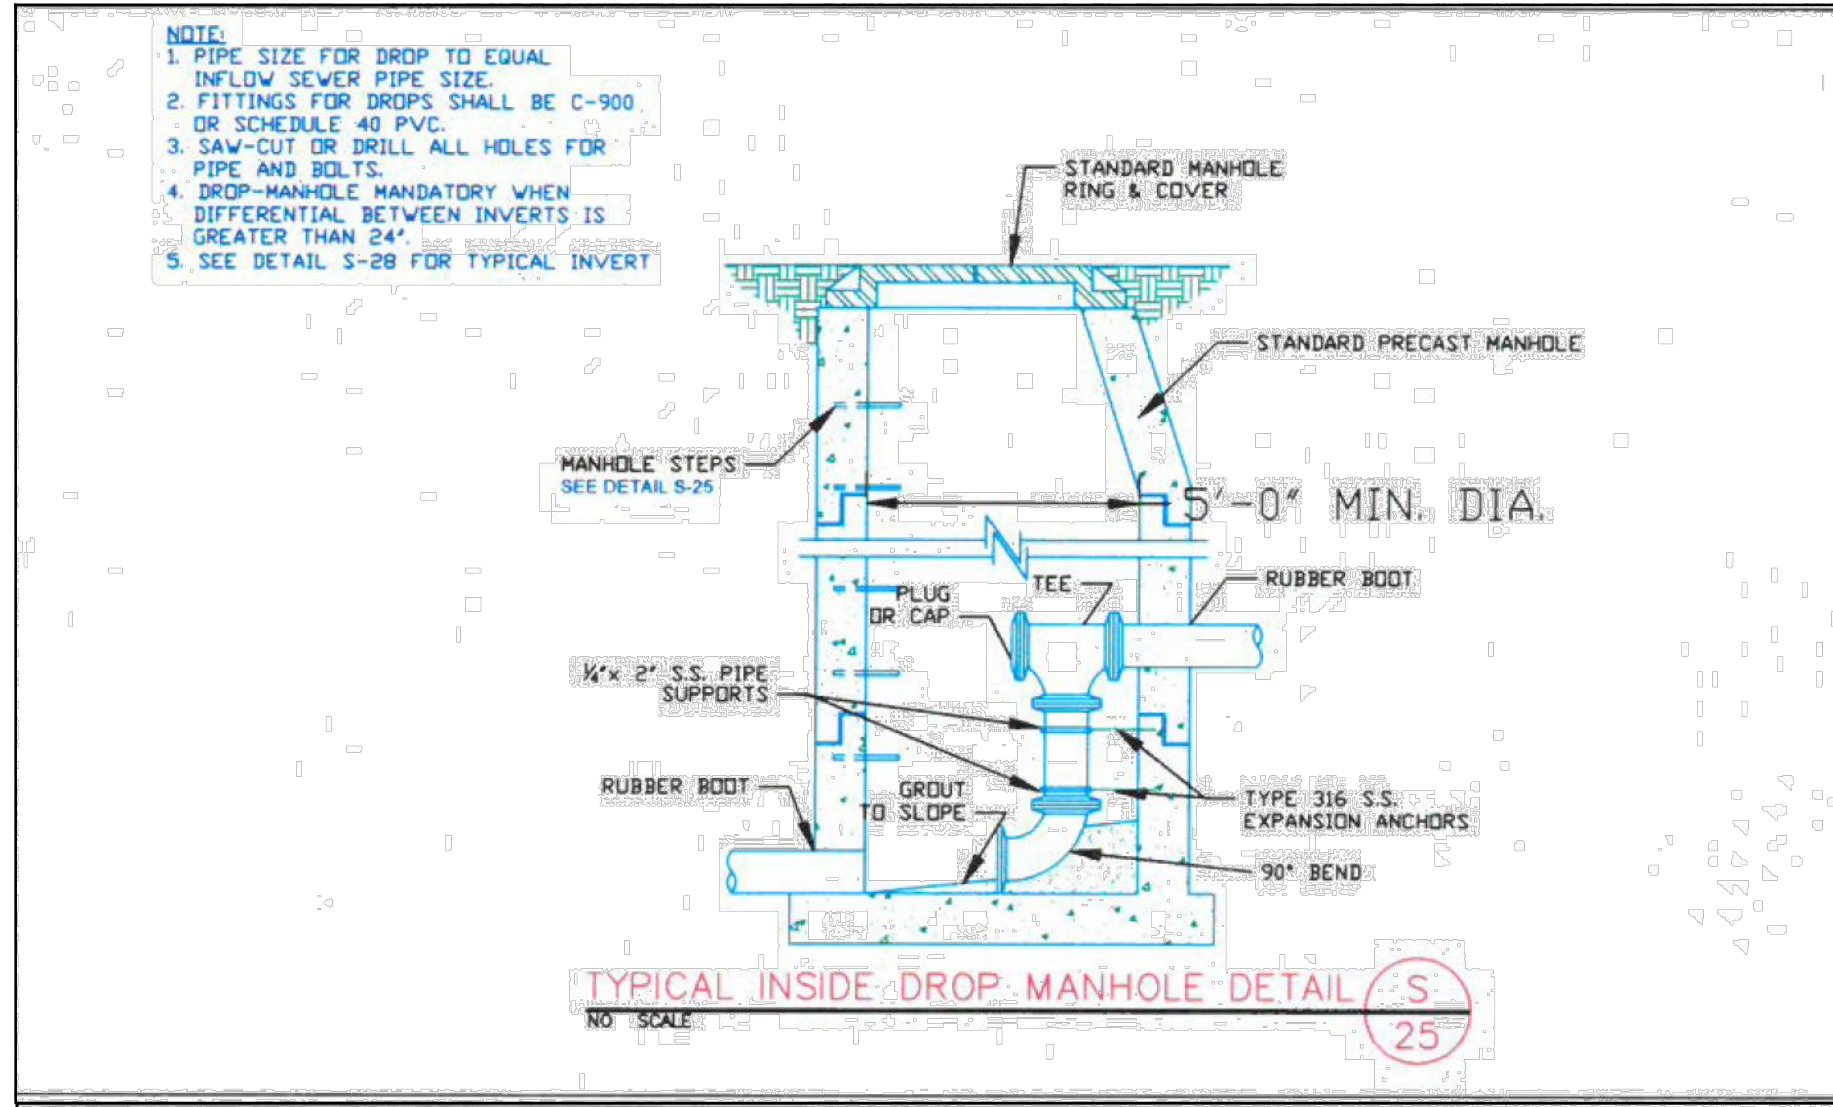 NOTE:
1. PIPE SIZE FOR DROP TO EQUAL
INFLOW SEWER PIPE SIZE.
2. FITTINGS FOR DROPS SHALL BE C-900
OR SCHEDULE 40 PVC.
3. SAW-CUT OR DRILL ALL HOLES FOR
PIPE AND BOLTS.
4. DROP-MANHOLE MANDATORY WHEN
DIFFERENTIAL BETWEEN INVERTS IS
GREATER THAN 24".
5. SEE DETAIL S-28 FOR TYPICAL INVERT
STANDARD MANHOLE
RING & COVER
STANDARD PRECAST MANHOLE
MANHOLE STEPS
SEE DETAIL S-25
5'-0" MIN. DIA.
PLUG
OR CAP
TEE
RUBBER BOOT
¼"x 2" S.S. PIPE
SUPPORTS
RUBBER BOOT
GROUT
TO SLOPE
TYPE 316 S.S.
EXPANSION ANCHORS
90° BEND
TYPICAL INSIDE DROP MANHOLE DETAIL
NO SCALE
S
25